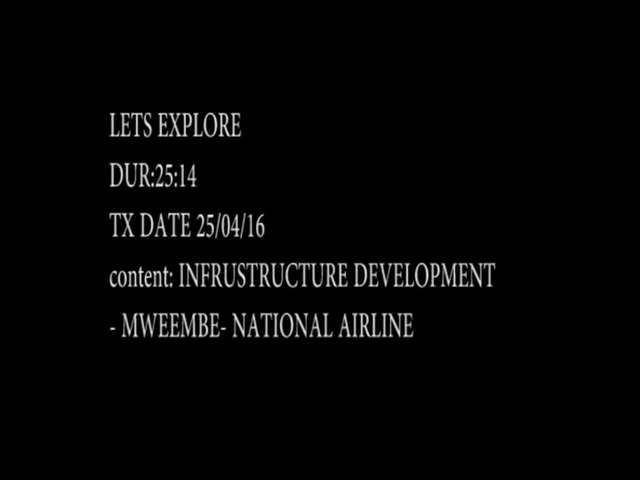 LETS EXPLORE
DUR:25:14
TX DATE 25/04/16
content: INFRUSTRUCTURE DEVELOPMENT
- MWEEMBE- NATIONAL AIRLINE